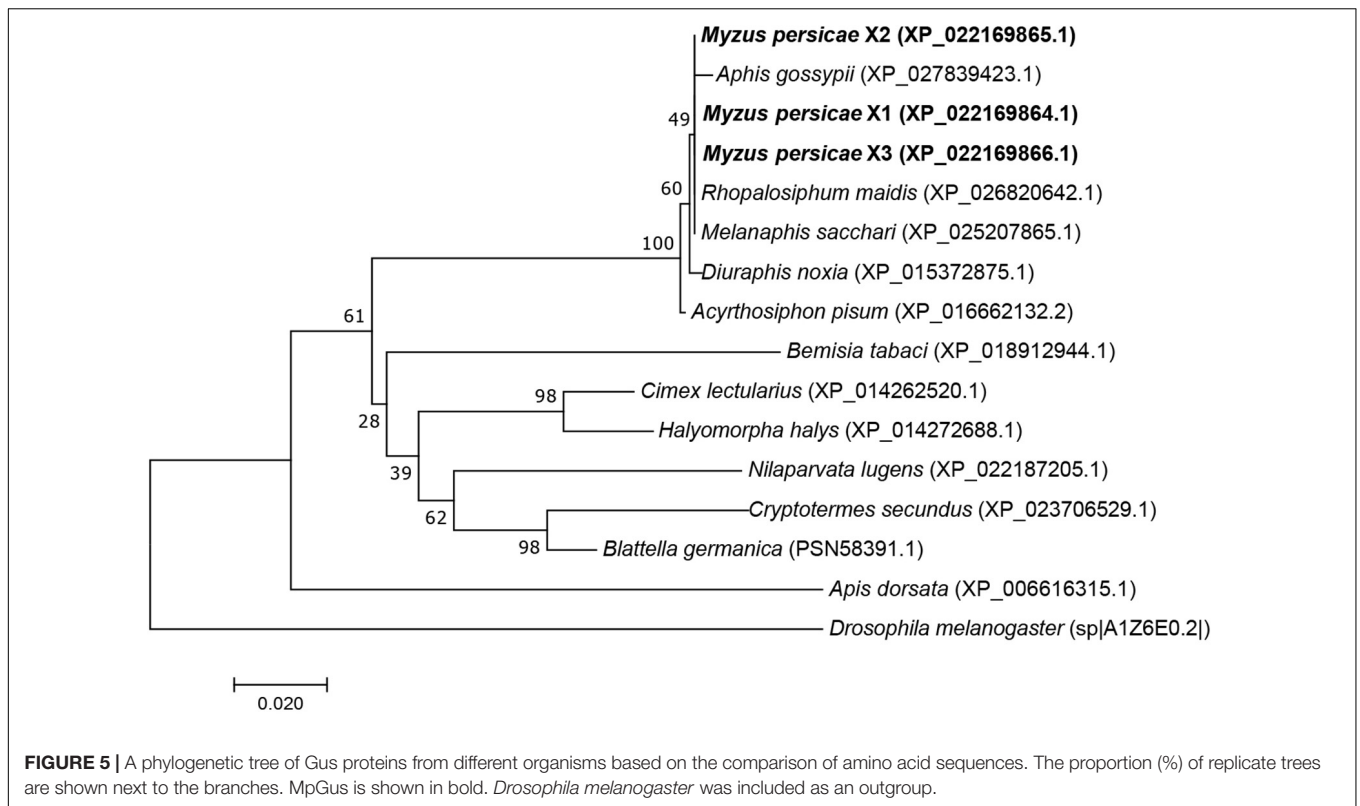 Myzus persicae X2 (XP_022169865.1)
Aphis gossypii (XP_027839423.1)
Myzus persicae X1 (XP_022169864.1)
49
Myzus persicae X3 (XP_022169866.1)
60
Rhopalosiphum maidis (XP_026820642.1)
Melanaphis sacchari (XP_025207865.1)
100
Diuraphis noxia (XP_015372875.1)
Acyrthosiphon pisum (XP_016662132.2)
61
Bemisia tabaci (XP_018912944.1)
Cimex lectularius (XP_014262520.1)
98
28
Halyomorpha halys (XP_014272688.1)
39
Nilaparvata lugens (XP_022187205.1)
62
Cryptotermes secundus (XP_023706529.1)
98
Blattella germanica (PSN58391.1)
Apis dorsata (XP_006616315.1)
Drosophila melanogaster (sp|A1Z6E0.2|)
0.020
FIGURE 5 | A phylogenetic tree of Gus proteins from different organisms based on the comparison of amino acid sequences. The proportion (%) of replicate trees
are shown next to the branches. MpGus is shown in bold. Drosophila melanogaster was included as an outgroup.